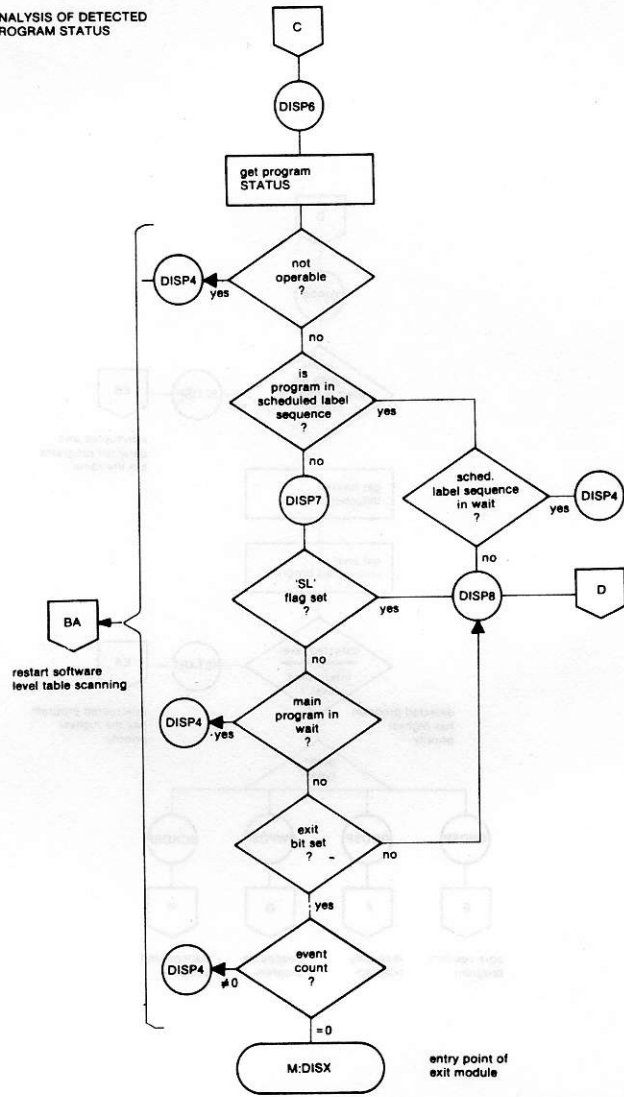 NALYSIS OF DETECTED
ROGRAM STATUS
C
DISP6
get program
STATUS
not
operable
?
DISP4
yes
no
is
program in
scheduled label
sequence
?
yes
no
DISP7
sched.
label sequence
in wait
?
yes
DISP4
no
'SL'
flag set
?
yes
DISP8
D
BA
restart software
level table scanning
no
main
program in
wait
?
DISP4
yes
no
exit
bit set
?
no
yes
event
count
?
DISP4
≠0
=0
M:DISX
entry point of
exit module